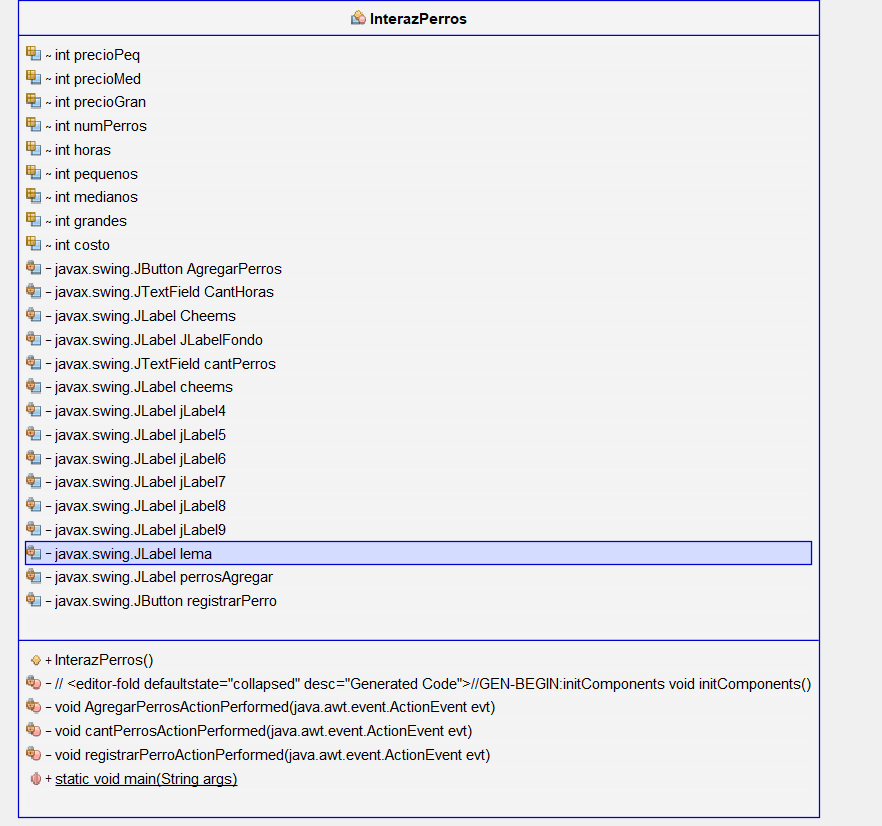 InterazPerros
~ int precioPeq
~ int precioMed
~ int precioGran
~ int numPerros
~ int horas
~ int pequenos
~ int medianos
~ int grandes
~ int costo
- javax.swing.JButton AgregarPerros
- javax.swing.JTextField CantHoras
- javax.swing.JLabel Cheems
- javax.swing.JLabel JLabelFondo
- javax.swing.JTextField cantPerros
- javax.swing.JLabel cheems
- javax.swing.JLabel jLabel4
- javax.swing.JLabel jLabel5
- javax.swing.JLabel jLabel6
- javax.swing.JLabel jLabel7
- javax.swing.JLabel jLabel8
- javax.swing.JLabel jLabel9
- javax.swing.JLabel lema
- javax.swing.JLabel perrosAgregar
- javax.swing.JButton registrarPerro
+ InterazPerros()
- // <editor-fold defaultstate="collapsed" desc="Generated Code">//GEN-BEGIN:initComponents void initComponents()
- void AgregarPerrosActionPerformed(java.awt.event.ActionEvent evt)
- void cantPerrosActionPerformed(java.awt.event.ActionEvent evt)
- void registrarPerroActionPerformed(java.awt.event.ActionEvent evt)
+ static void main(String args)